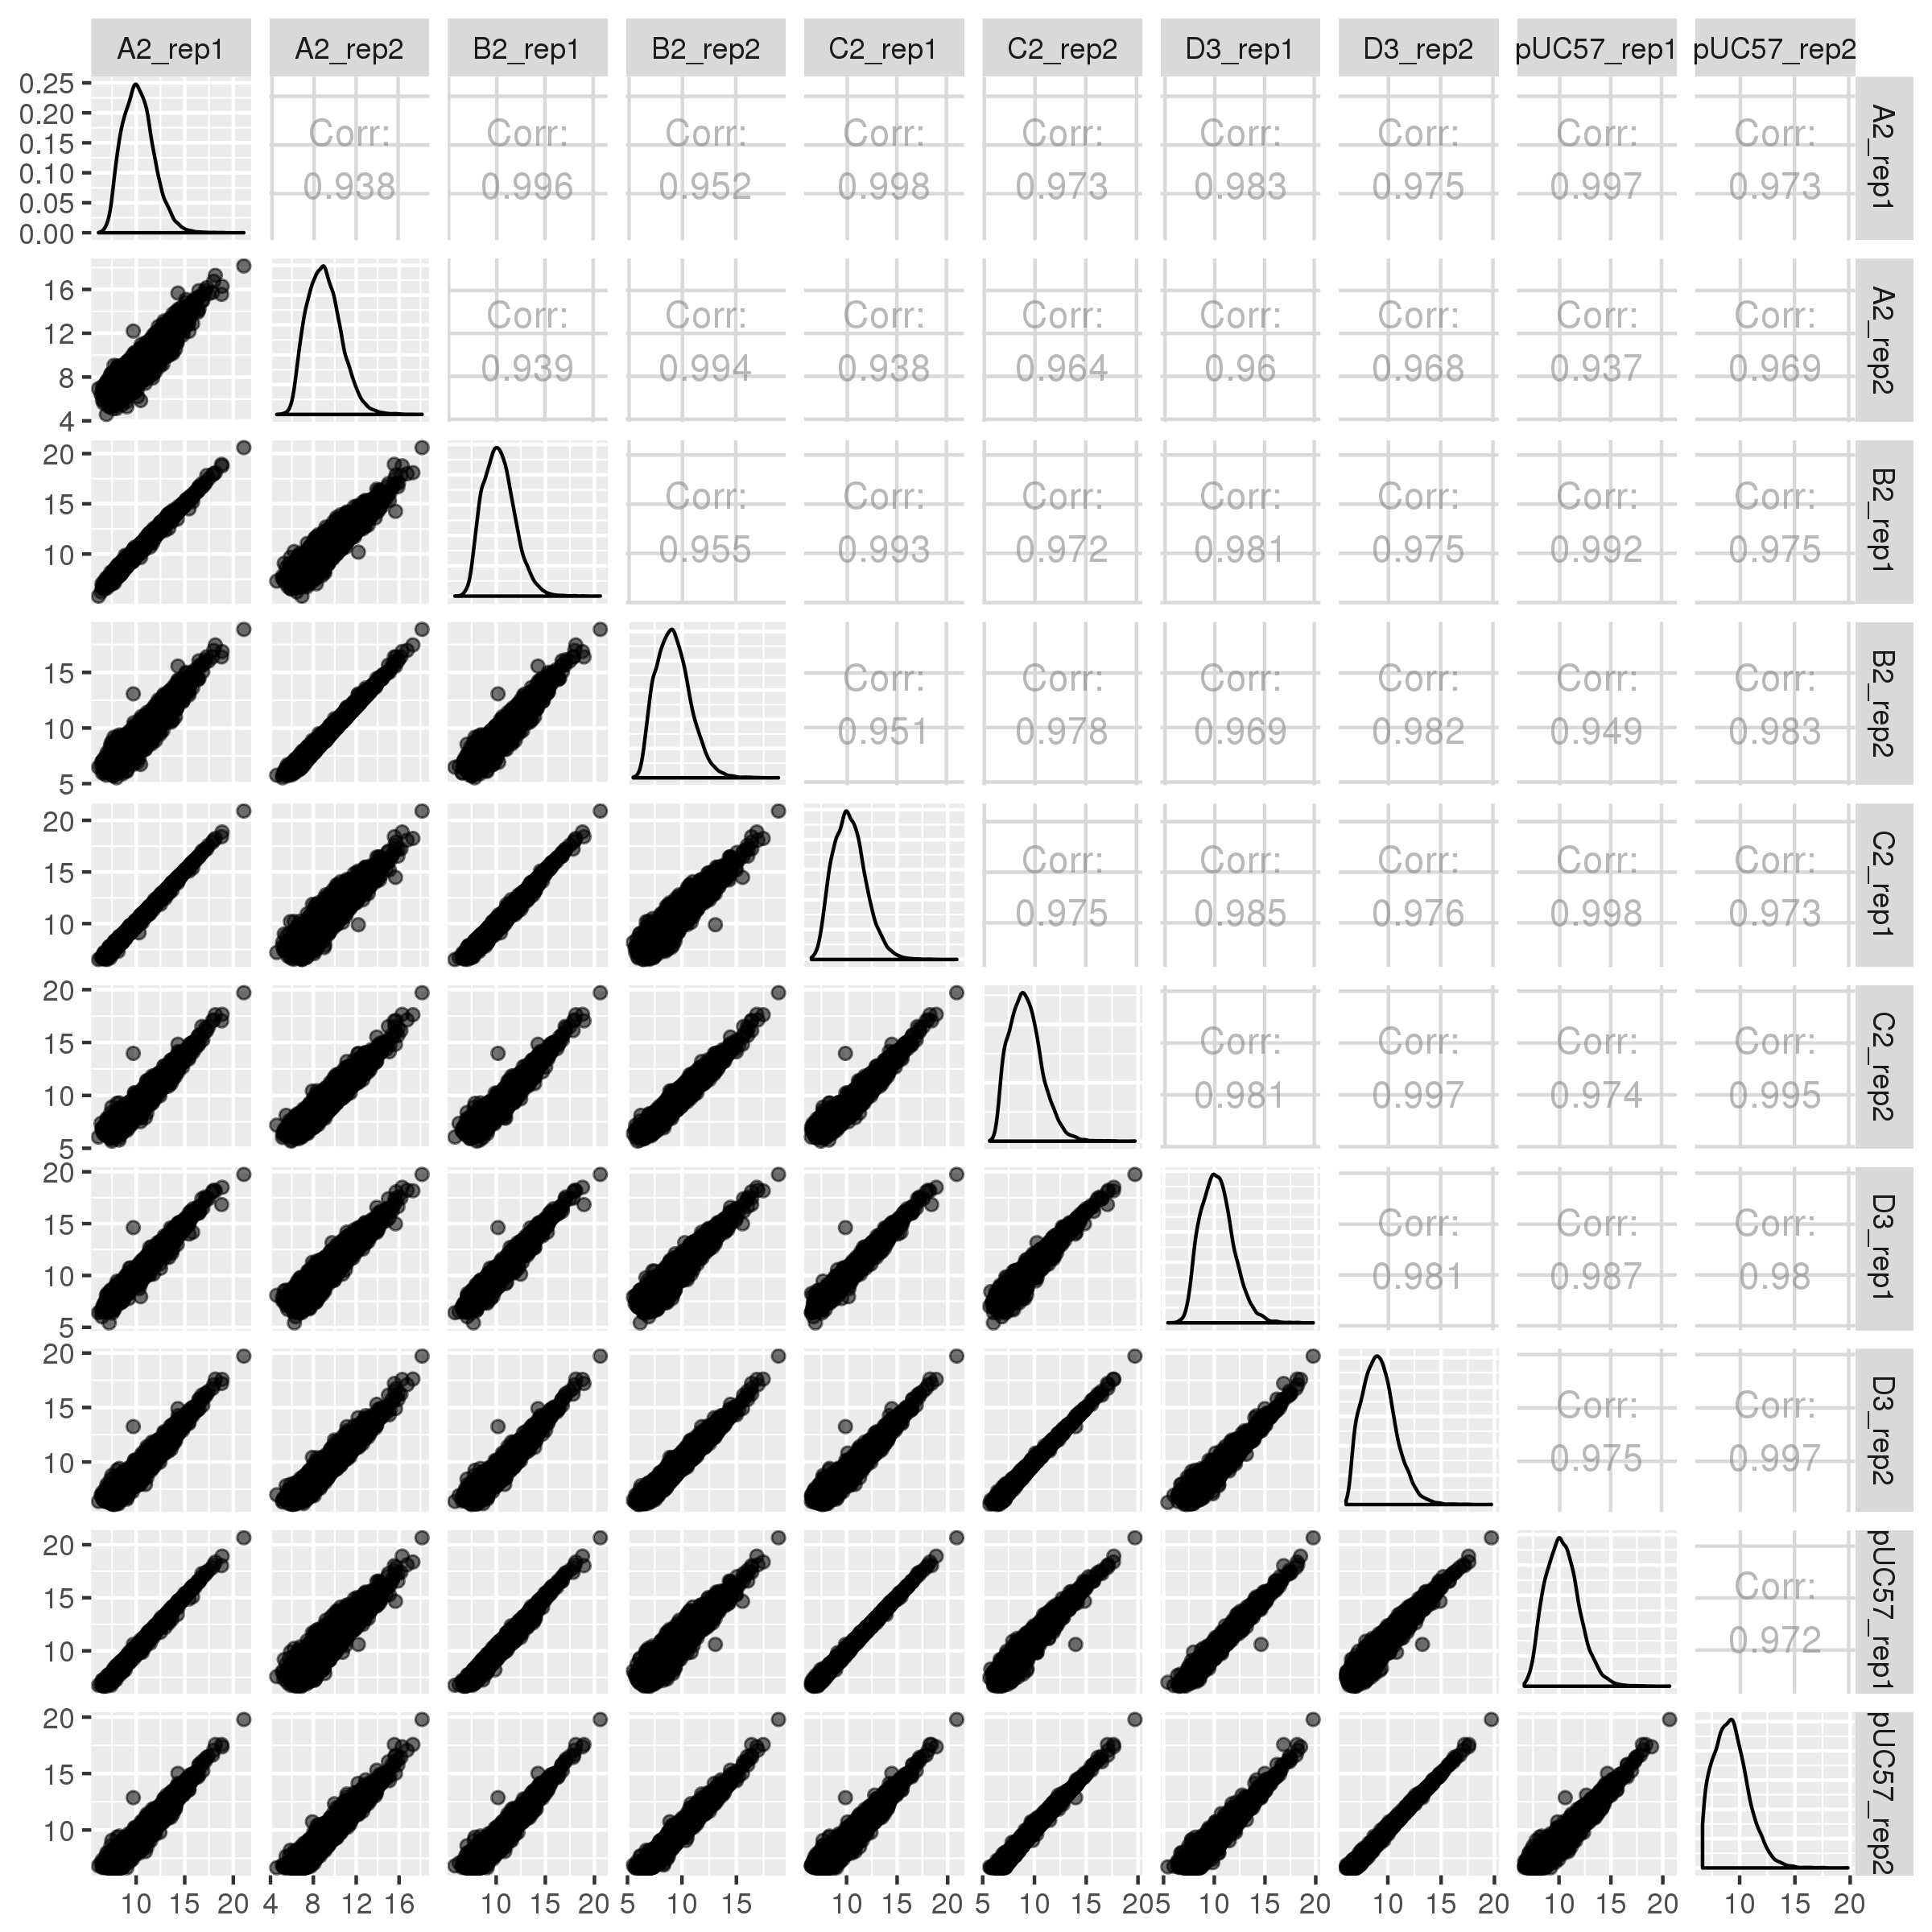 A2_rep1 A2_rep2 B2_rep1 B2_rep2 C2_rep1 C2_rep2 D3_rep1 D3_rep2 pUC57_rep1 pUC57_rep2
0.25
0.20
0.15
0.10
0.05
0.00
Corr: Corr: Corr: Corr: Corr: Corr: Corr: Corr: Corr:
0.938 0.996 0.952 0.998 0.973 0.983 0.975 0.997 0.973
A2_rep1
16
12
8
4
Corr: Corr: Corr: Corr: Corr: Corr: Corr: Corr:
0.939 0.994 0.938 0.964 0.96 0.968 0.937 0.969
A2_rep2
20
15
10
Corr: Corr: Corr: Corr: Corr: Corr: Corr:
0.955 0.993 0.972 0.981 0.975 0.992 0.975
B2_rep1
15
10
5
Corr: Corr: Corr: Corr: Corr: Corr:
0.951 0.978 0.969 0.982 0.949 0.983
B2_rep2
20
15
10
Corr: Corr: Corr: Corr: Corr:
0.975 0.985 0.976 0.998 0.973
C2_rep1
20
15
10
5
Corr: Corr: Corr: Corr:
0.981 0.997 0.974 0.995
C2_rep2
20
15
10
5
Corr: Corr: Corr:
0.981 0.987 0.98
D3_rep1
20
15
10
Corr: Corr:
0.975 0.997
D3_rep2
20
15
10
Corr:
0.972
pUC57_rep1
20
15
10
pUC57_rep2
10 15 20 4 8 12 16 10 15 20 5 10 15 10 15 20 5 10 15 20 5 10 15 20 10 15 20 10 15 20 10 15 20